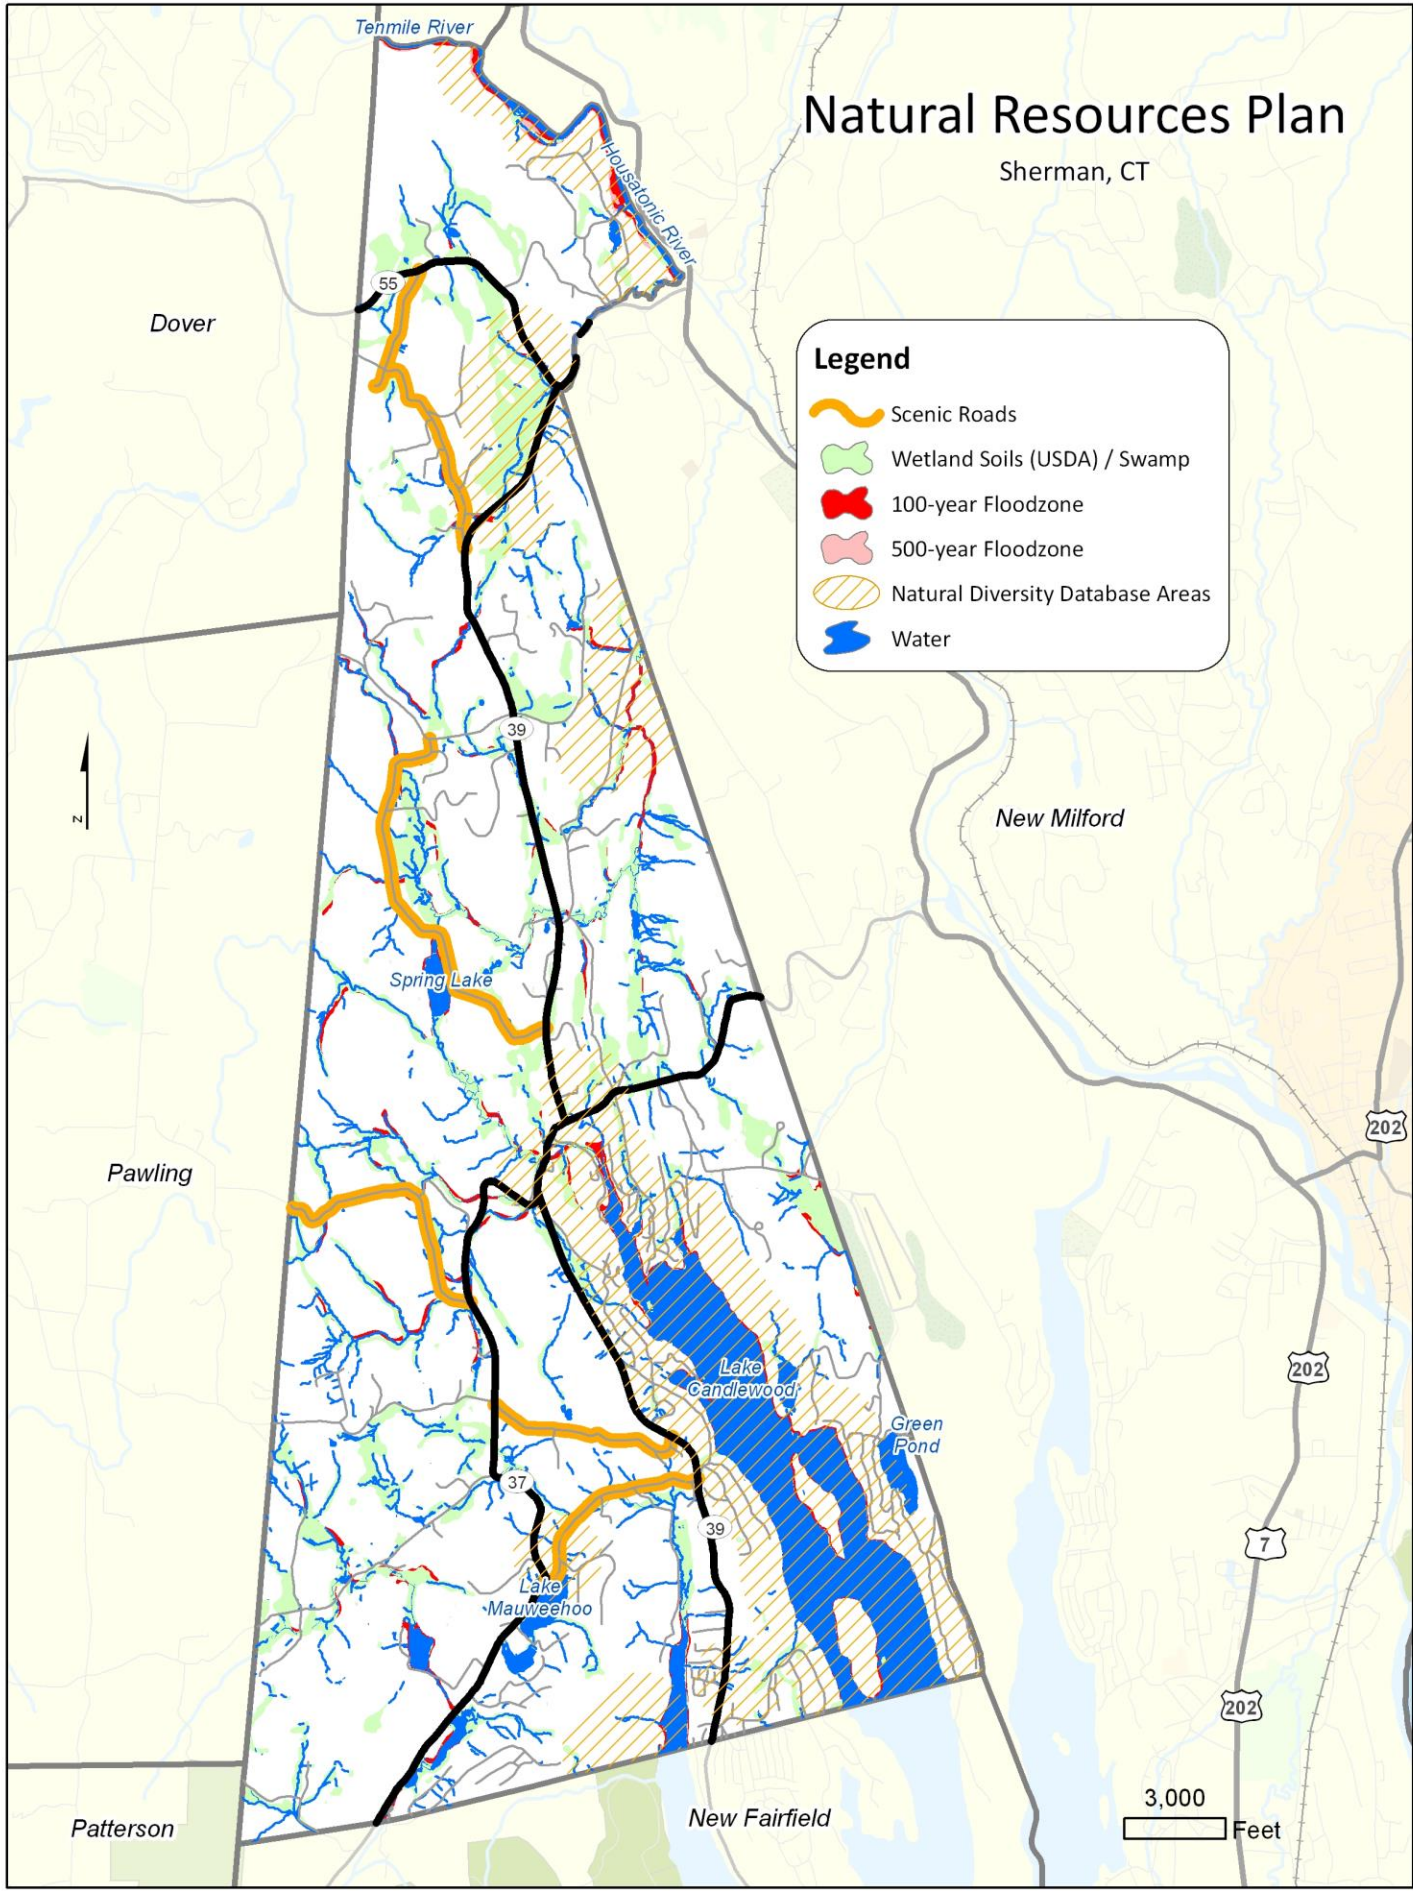 Tenmile River
Natural Resources Plan
Sherman, CT
Housatonic River
55
Dover
Legend
Scenic Roads
Wetland Soils (USDA) / Swamp
100-year Floodzone
500-year Floodzone
Natural Diversity Database Areas
Water
39
z
New Milford
Spring Lake
202
Pawling
202
Lake
Candlewood
Green
Pond
37
39
7
Lake
Mauweehoo
202
3,000
Feet
New Fairfield
Patterson